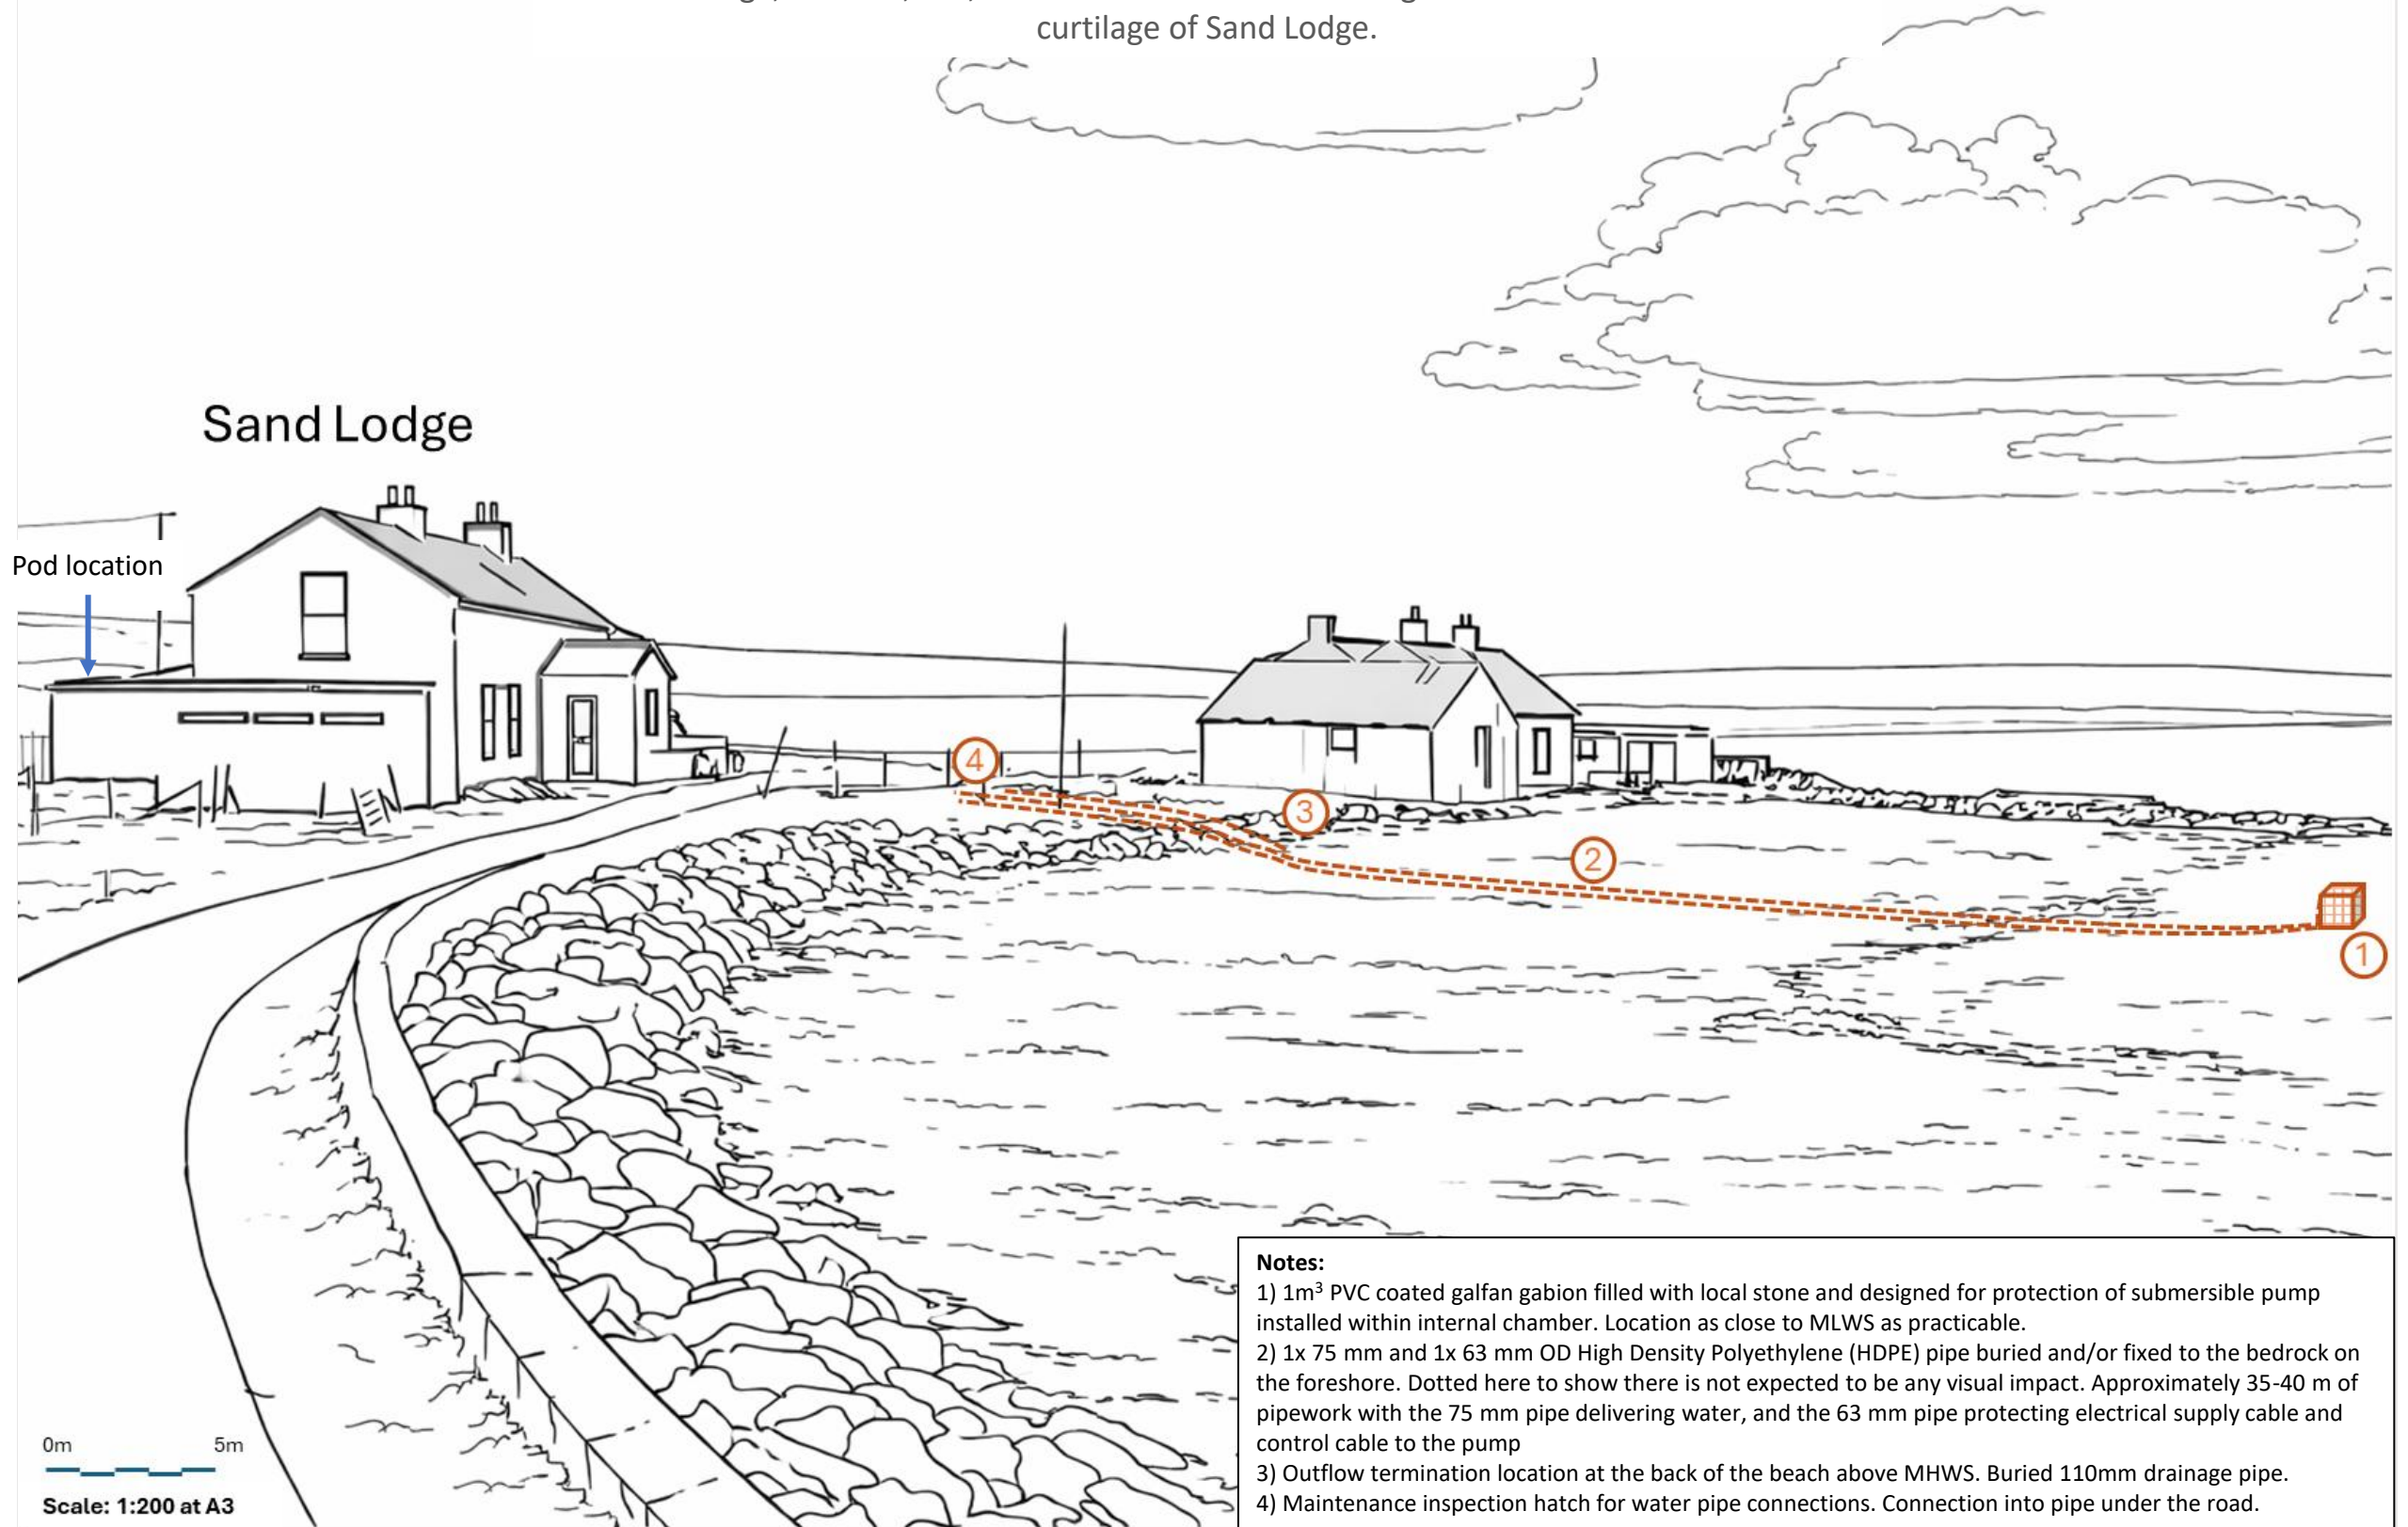 curtilage of Sand Lodge.
Sand Lodge
Pod location
4
3
2
1
Notes:
1) 1m³ PVC coated galfan gabion filled with local stone and designed for protection of submersible pump
installed within internal chamber. Location as close to MLWS as practicable.
2) 1x 75 mm and 1x 63 mm OD High Density Polyethylene (HDPE) pipe buried and/or fixed to the bedrock on
the foreshore. Dotted here to show there is not expected to be any visual impact. Approximately 35-40 m of
pipework with the 75 mm pipe delivering water, and the 63 mm pipe protecting electrical supply cable and
control cable to the pump
3) Outflow termination location at the back of the beach above MHWS. Buried 110mm drainage pipe.
4) Maintenance inspection hatch for water pipe connections. Connection into pipe under the road.
0m 5m
Scale: 1:200 at A3